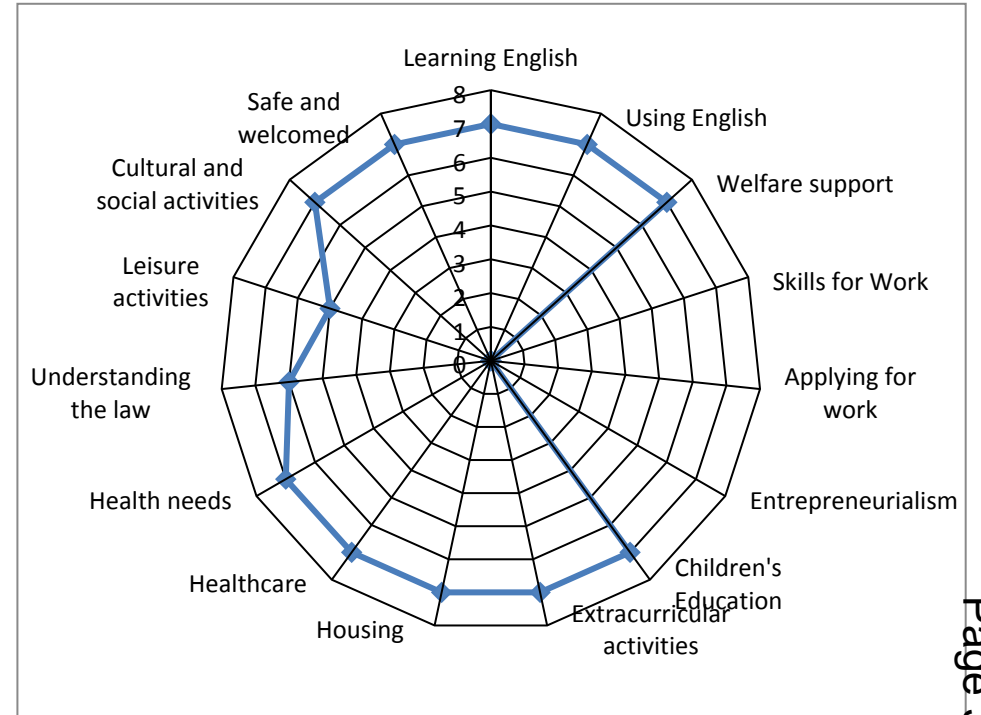 Learning English
Using English
Welfare support
Skills for Work
Applying for
work
Entrepreneurialism
Children's
Education
Extracurricular
activities
Housing
Healthcare
Health needs
Understanding
the law
Leisure
activities
Cultural and
social activities
Safe and
welcomed
8
7
6
5
4
3
2
1
0
Page